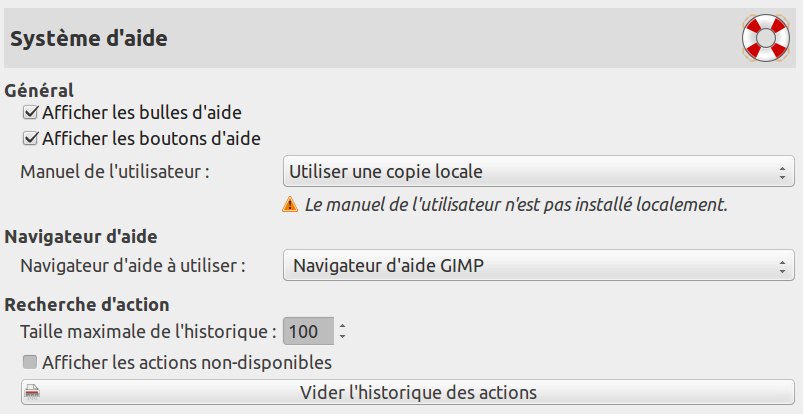 Système d'aide
Général
Afficher les bulles d'aide
Afficher les boutons d'aide
Manuel de l'utilisateur : Utiliser une copie locale
Le manuel de l'utilisateur n'est pas installé localement.
Navigateur d'aide
Navigateur d'aide à utiliser : Navigateur d'aide GIMP
Recherche d'action
Taille maximale de l'historique : 100
Afficher les actions non-disponibles
Vider l'historique des actions